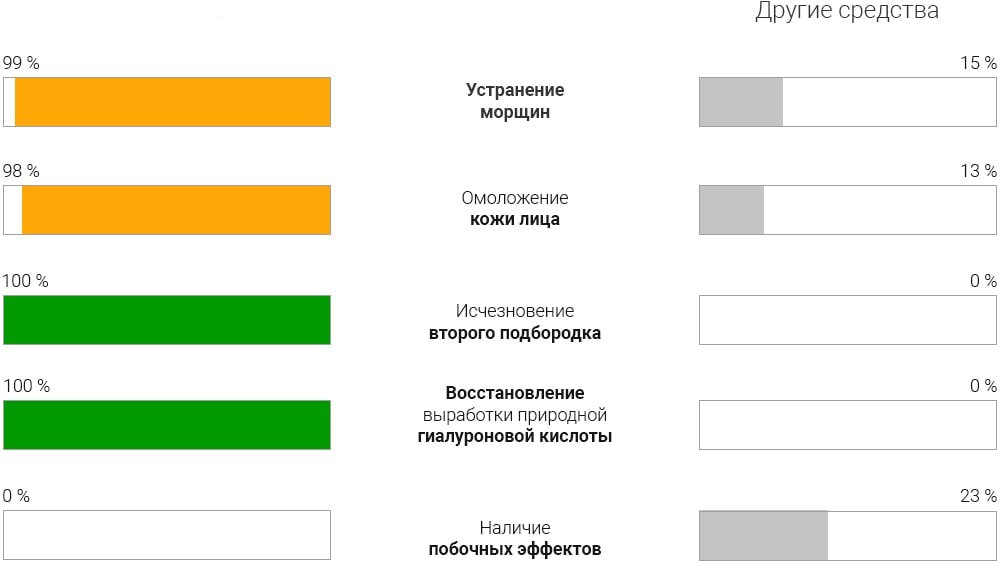 Другие средства
99 %
Устранение
морщин
15 %
98 %
Омоложение
кожи лица
13 %
100 %
Исчезновение
второго подбородка
0 %
100 %
Восстановление
выработки природной
гиалуроновой кислоты
0 %
0 %
Наличие
побочных эффектов
23 %